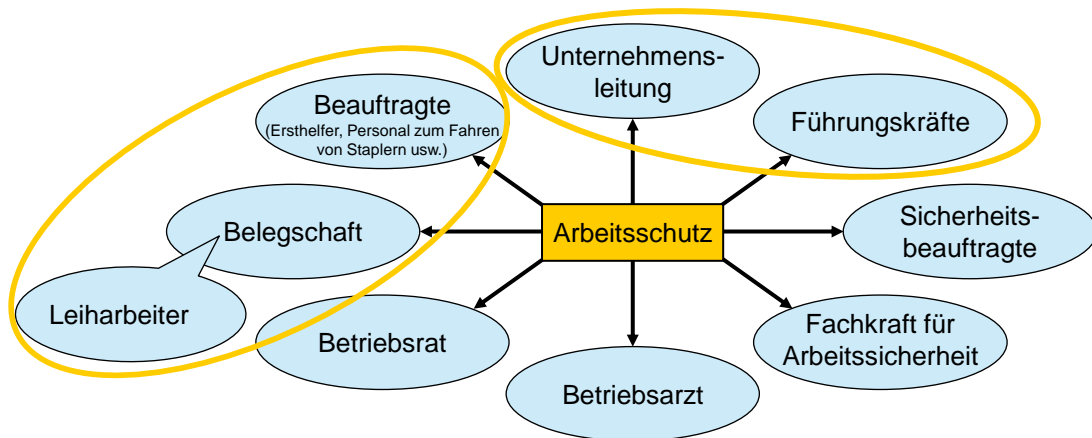 Unternehmens-
leitung
Beauftragte
(Ersthelfer, Personal zum Fahren
von Staplern usw.)
Führungskräfte
Belegschaft
Arbeitsschutz
Sicherheits-
beauftragte
Leiharbeiter
Betriebsrat
Fachkraft für
Arbeitssicherheit
Betriebsarzt